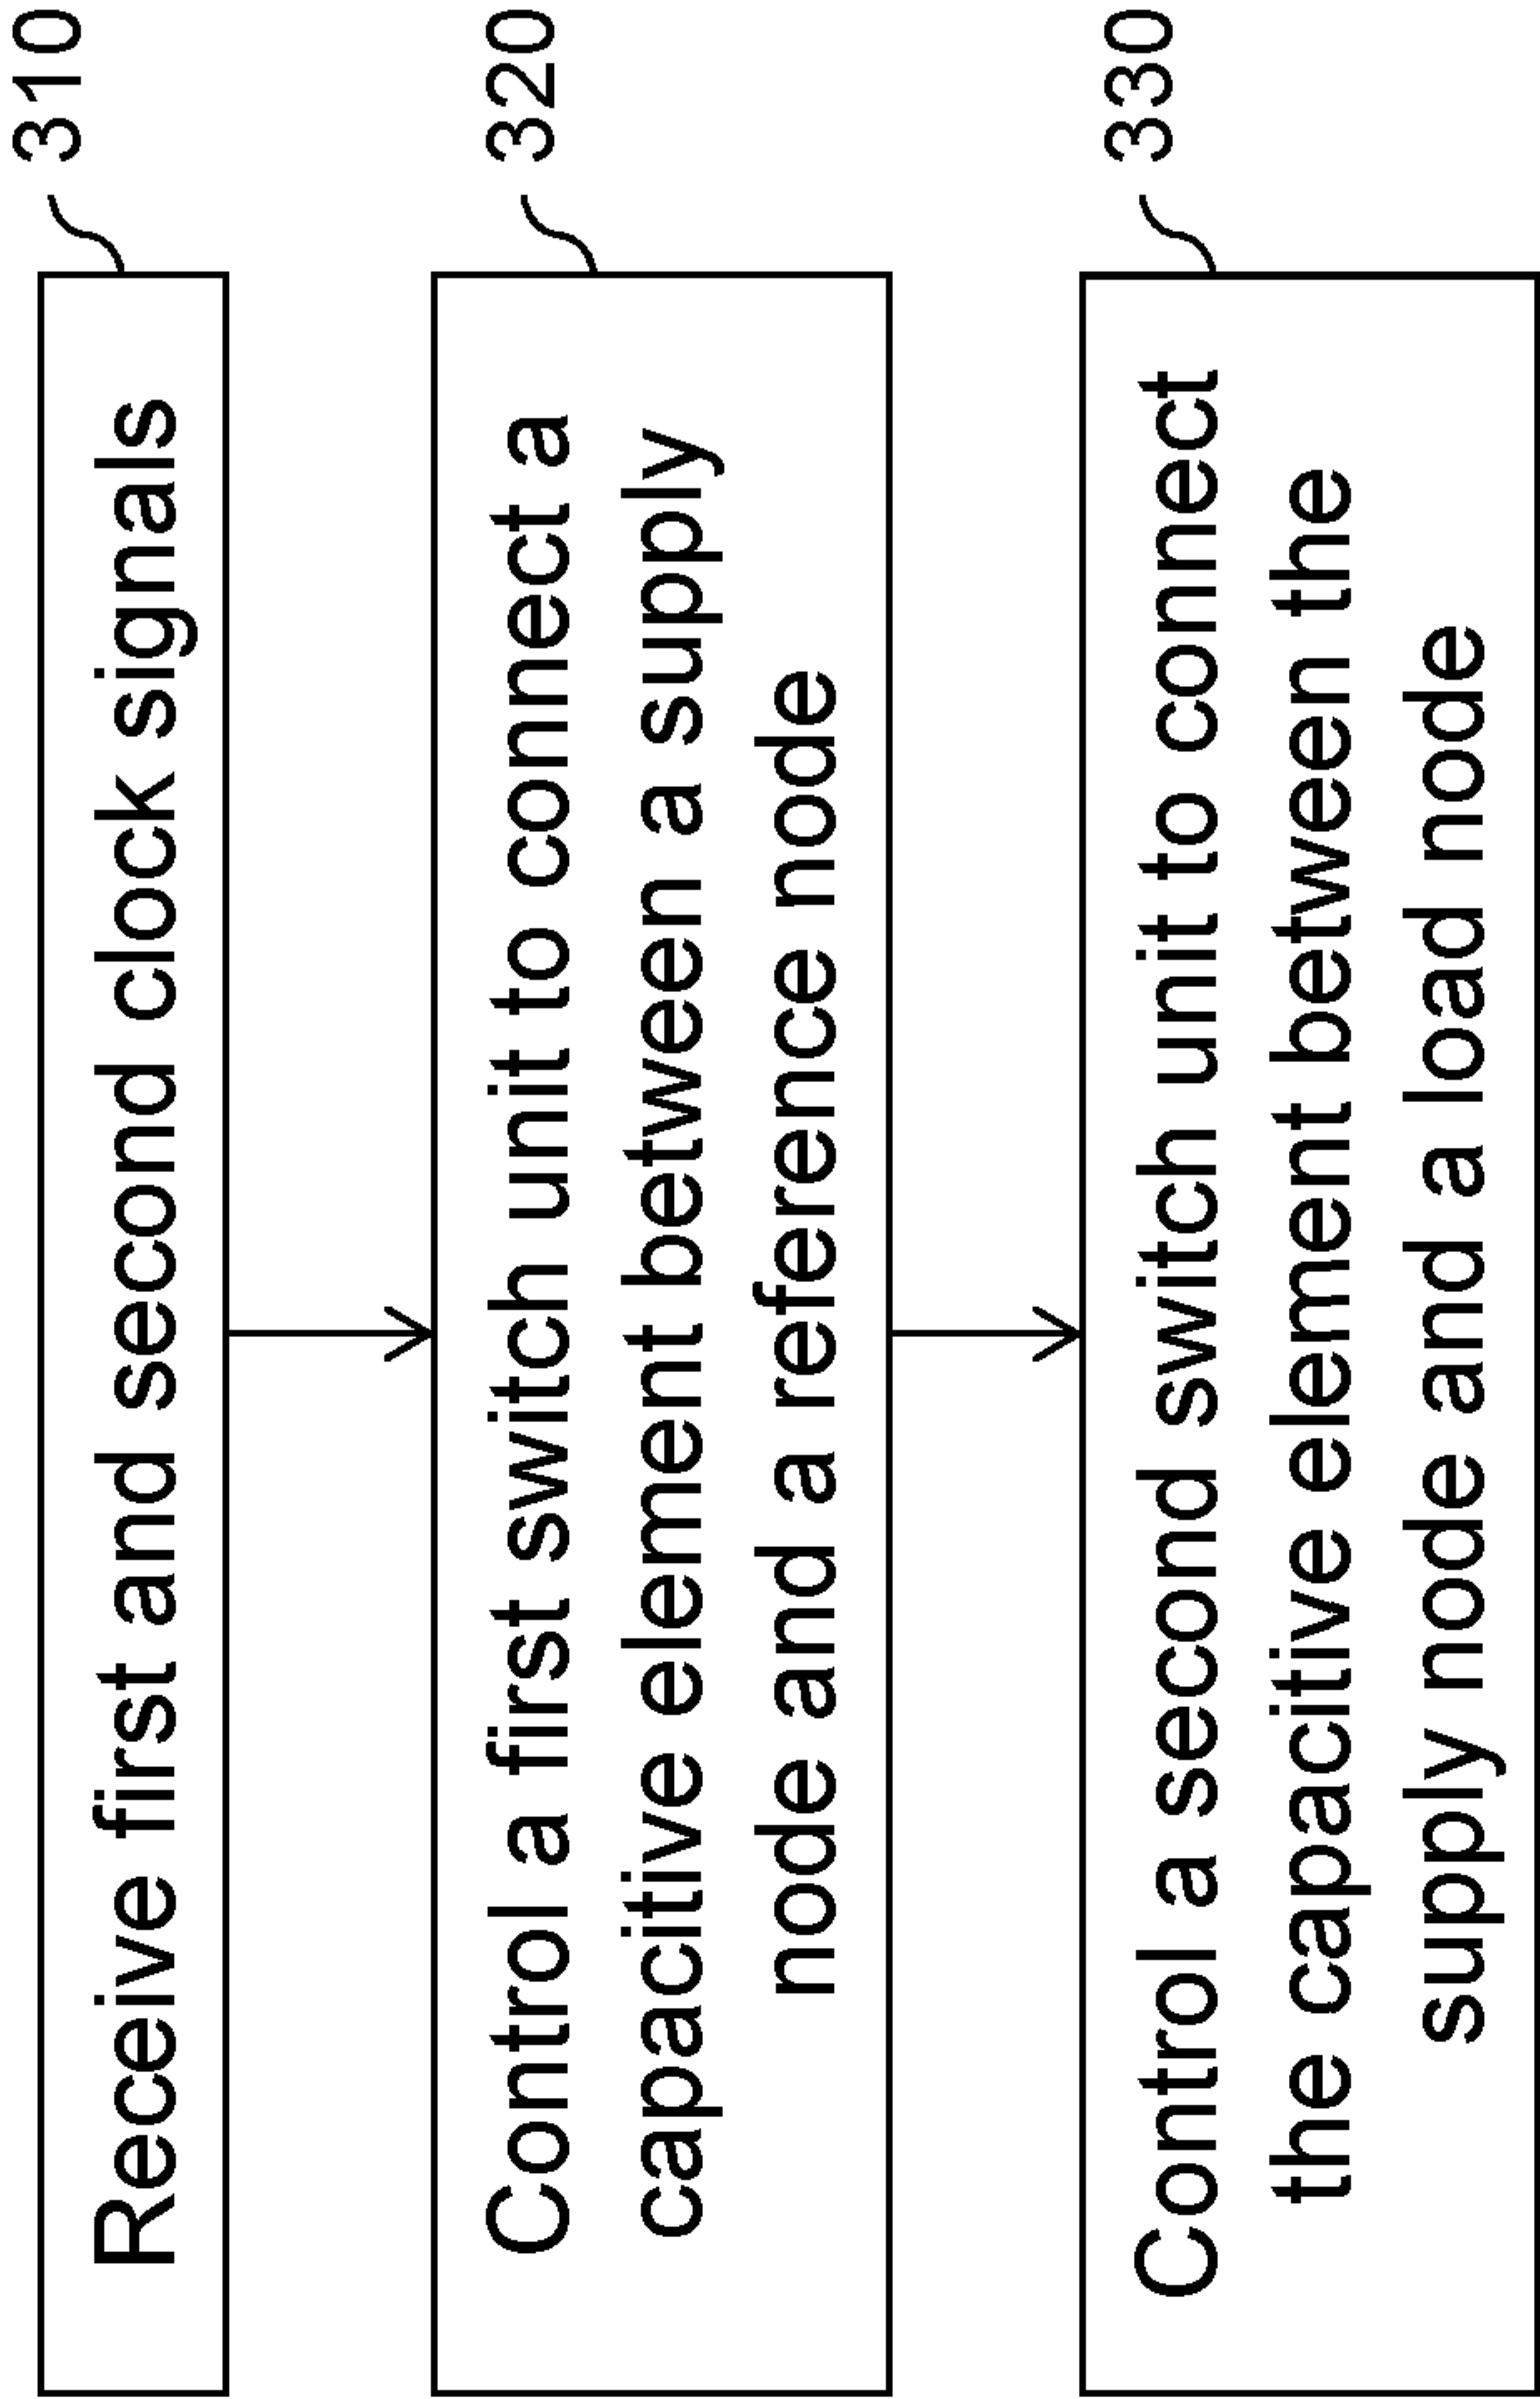 310
Receive first and second clock signals
320
Control a first switch unit to connect a
capacitive element between a supply
node and a reference node
330
Control a second switch unit to connect
the capacitive element between the
supply node and a load node